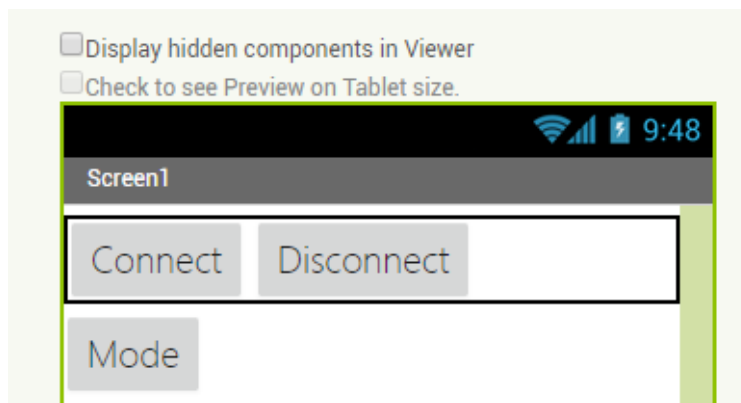 Display hidden components in Viewer
Check to see Preview on Tablet size.
9:48
Screen1
Connect Disconnect
Mode